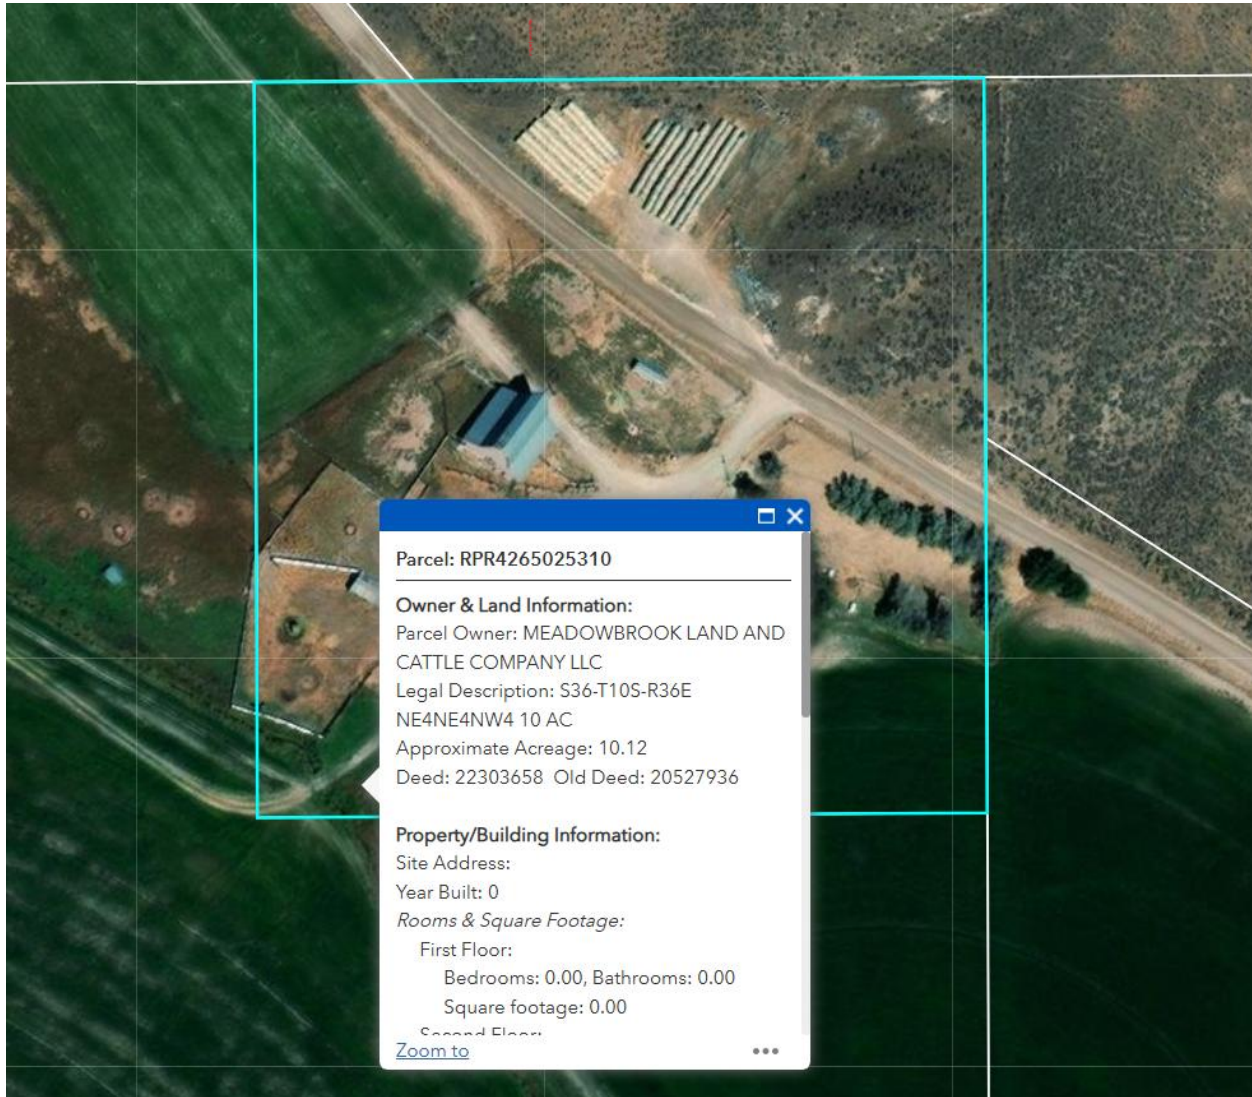 Parcel: RPR4265025310
Owner & Land Information:
Parcel Owner: MEADOWBROOK LAND AND
CATTLE COMPANY LLC
Legal Description: S36-T10S-R36E
NE4NE4NW4 10 AC
Approximate Acreage: 10.12
Deed: 22303658 Old Deed: 20527936
Property/Building Information:
Site Address:
Year Built: 0
Rooms & Square Footage:
First Floor:
Bedrooms: 0.00, Bathrooms: 0.00
Square footage: 0.00
Second Floor:
Zoom to